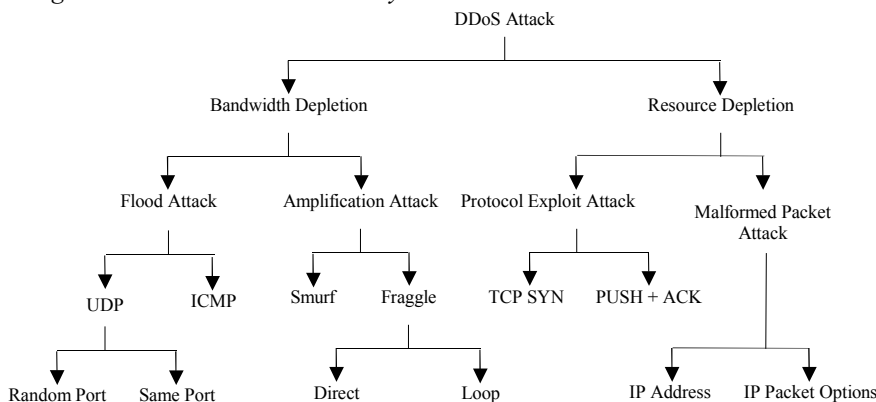 DDoS Attack
Bandwidth Depletion
Resource Depletion
Flood Attack
Amplification Attack
Protocol Exploit Attack
Malformed Packet
Attack
UDP
ICMP
Smurf
Fraggle
TCP SYN
PUSH + ACK
Random Port
Same Port
Direct
Loop
IP Address
IP Packet Options